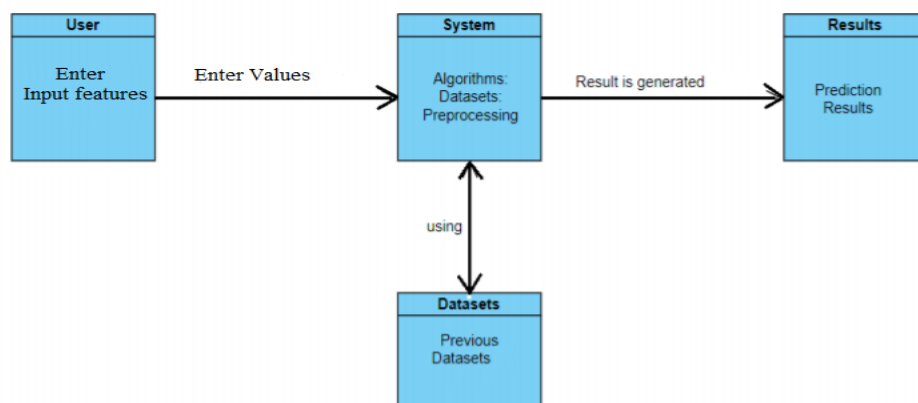 User
Enter
Input features
Enter Values
System
Algorithms:
Datasets:
Preprocessing
Result is generated
Results
Prediction
Results
using
Datasets
Previous
Datasets